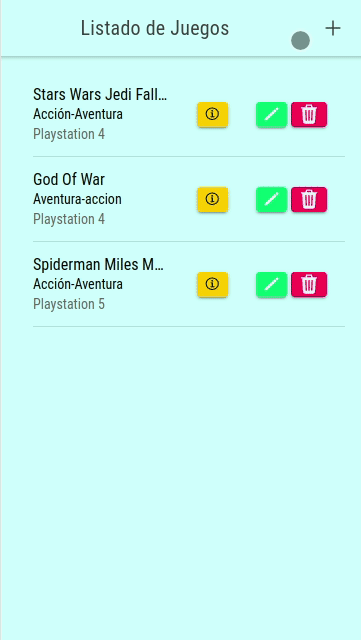 Listado de Juegos
Stars Wars Jedi Fall…
Acción-Aventura
Playstation 4
God Of War
Aventura-accion
Playstation 4
Spiderman Miles M…
Acción-Aventura
Playstation 5